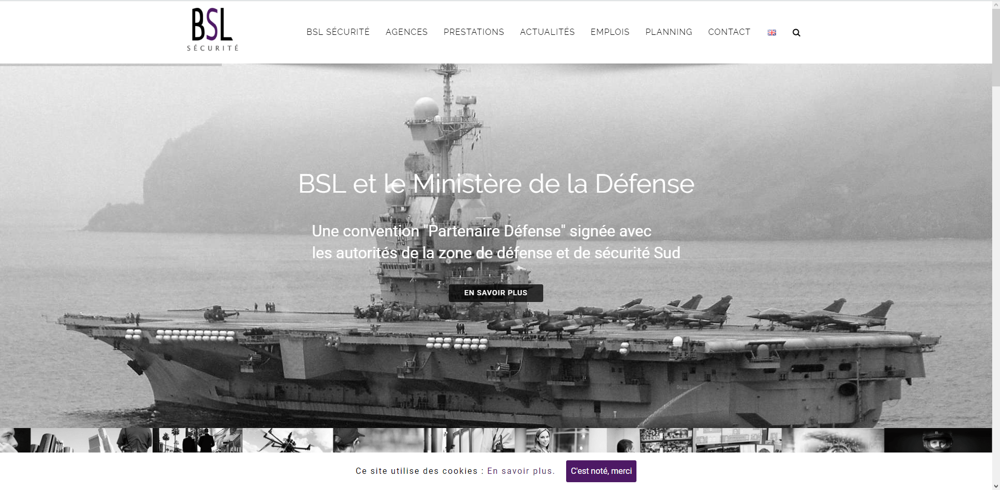 BSL
SÉCURITÉ
BSL SÉCURITÉ AGENCES PRESTATIONS ACTUALITÉS EMPLOIS PLANNING CONTACT
BSL et le Ministère de la Défense
Une convention "Partenaire Défense" signée avec
les autorités de la zone de défense et de sécurité Sud
R91
EN SAVOIR PLUS
Ce site utilise des cookies : En savoir plus. C'est noté, merci